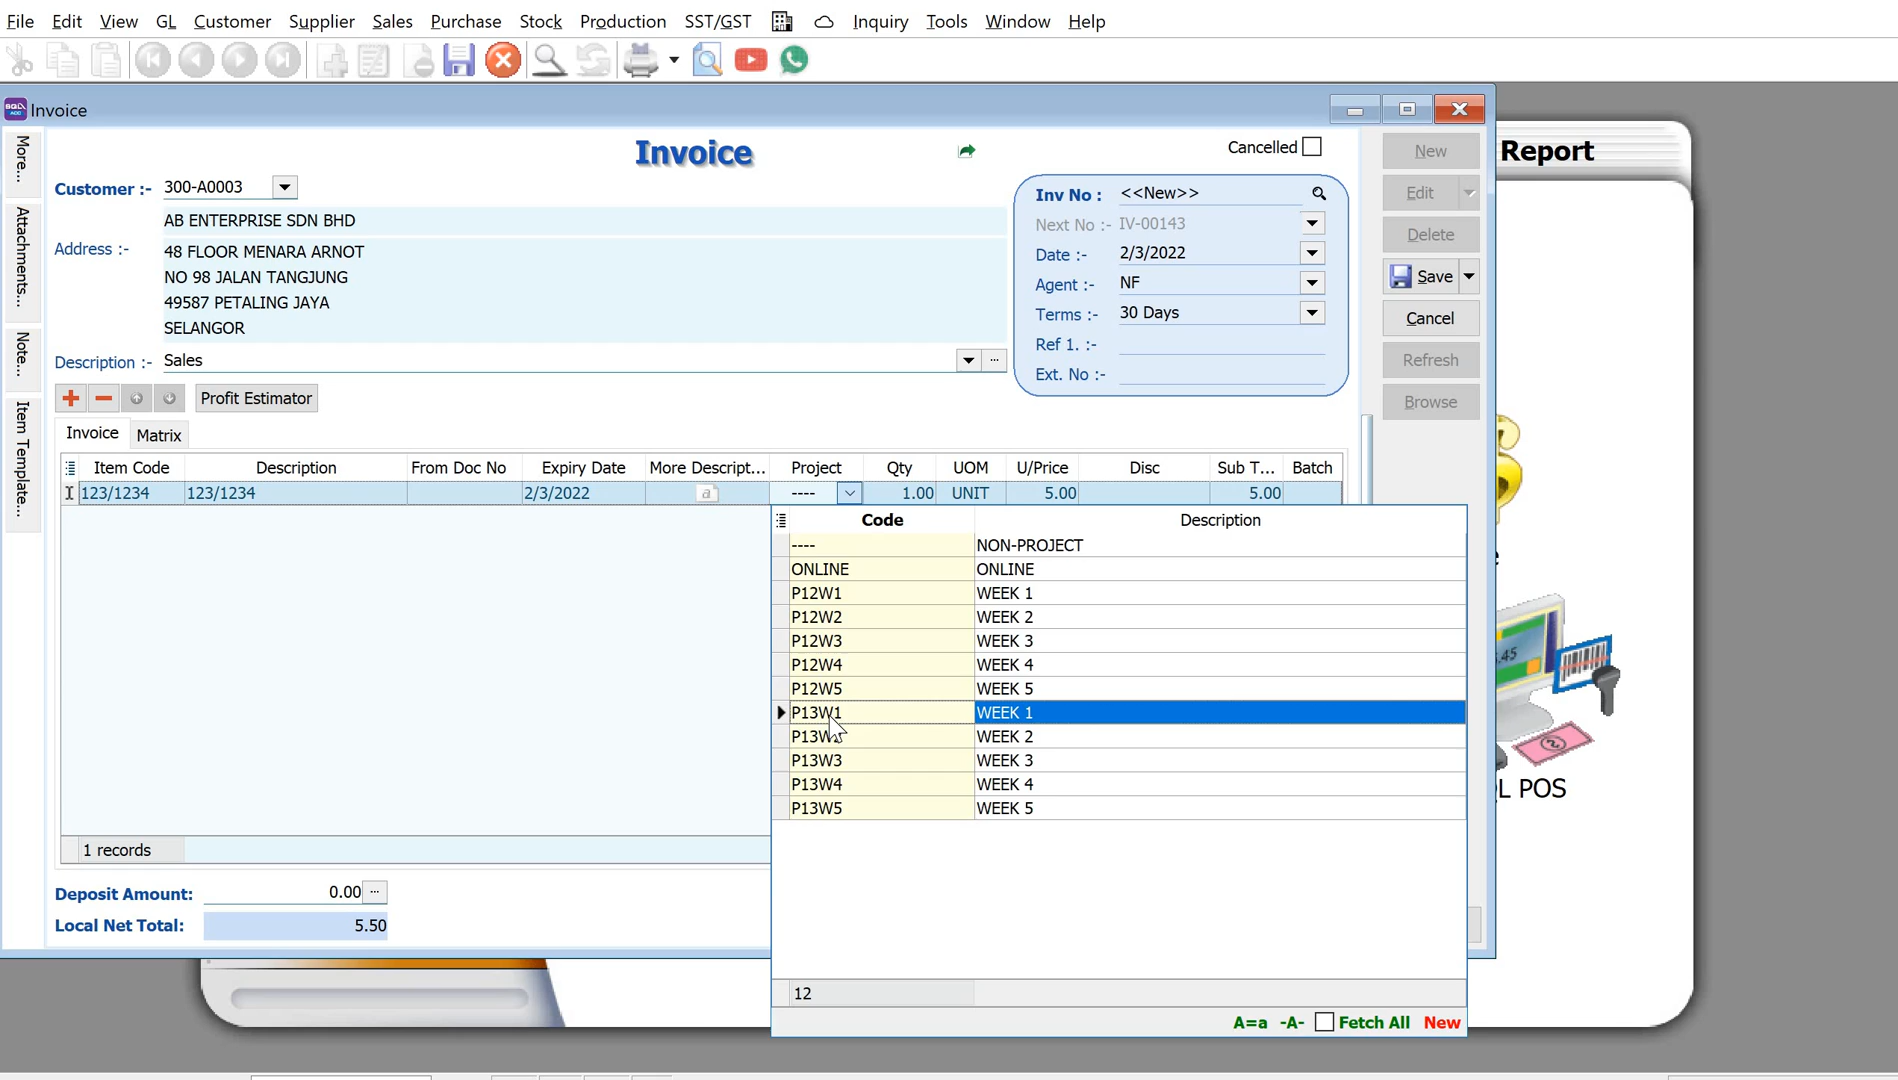 File Edit View GL Customer Supplier Sales Purchase Stock Production SST/GST Inquiry Tools Window Help
Invoice
More...
Attachments...
Note...
Item Template...
Invoice
Cancelled
Customer :- 300-A0003
AB ENTERPRISE SDN BHD
Address :- 48 FLOOR MENARA ARNOT
NO 98 JALAN TANGJUNG
49587 PETALING JAYA
SELANGOR
Description :- Sales
Inv No : <<New>>
Next No :- IV-00143
Date :- 2/3/2022
Agent :- NF
Terms :- 30 Days
Ref 1. :-
Ext. No :-
New
Edit
Delete
Save
Cancel
Refresh
Browse
Report
Profit Estimator
Invoice Matrix
Item Code Description From Doc No Expiry Date More Descript... Project Qty UOM U/Price Disc Sub T... Batch
123/1234 123/1234 2/3/2022 a ---- 1.00 UNIT 5.00 5.00
Code Description
---- NON-PROJECT
ONLINE ONLINE
P12W1 WEEK 1
P12W2 WEEK 2
P12W3 WEEK 3
P12W4 WEEK 4
P12W5 WEEK 5
P13W1 WEEK 1
P13W WEEK 2
P13W3 WEEK 3
P13W4 WEEK 4
P13W5 WEEK 5
12
A=a -A- Fetch All New
1 records
Deposit Amount: 0.00
Local Net Total: 5.50
.45
L POS